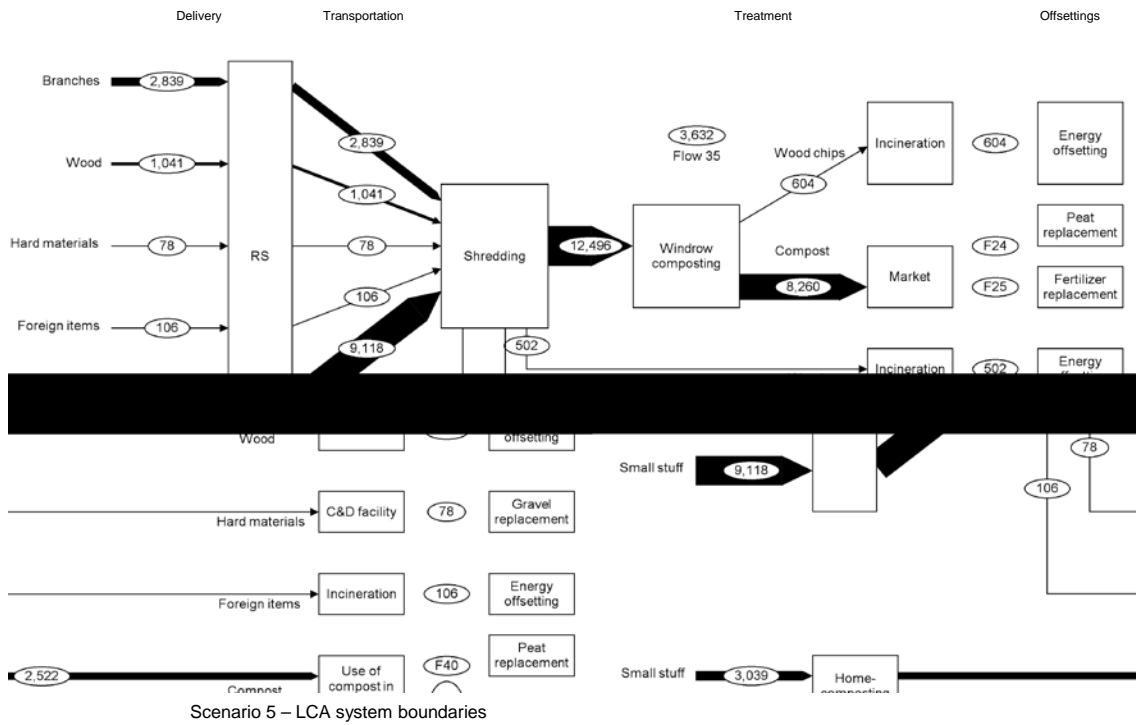 Delivery
Transportation
Treatment
Offsettings
Branches
2,839
2,839
3,632
Flow 35
Wood chips
604
Incineration
604
Energy
offsetting
Wood
1,041
1,041
Hard materials
78
RS
78
Shredding
12,496
Windrow
composting
Compost
8,260
Market
F24
Peat
replacement
F25
Fertilizer
replacement
Foreign items
106
106
9,118
502
Incineration
502
Energy
Wood
offsetting
Small stuff
9,118
78
106
Hard materials
C&D facility
78
Gravel
replacement
Foreign items
Incineration
106
Energy
offsetting
2,522
Compost
Use of
compost in
F40
Peat
replacement
Small stuff
3,039
Home-
composting
Scenario 5 – LCA system boundaries